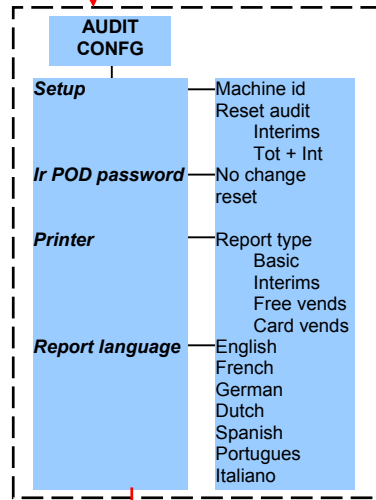 AUDIT
CONFG
Setup
Machine id
Reset audit
Interims
Tot + Int
Ir POD password
No change
reset
Printer
Report type
Basic
Interims
Free vends
Card vends
Report language
English
French
German
Dutch
Spanish
Portugues
Italiano